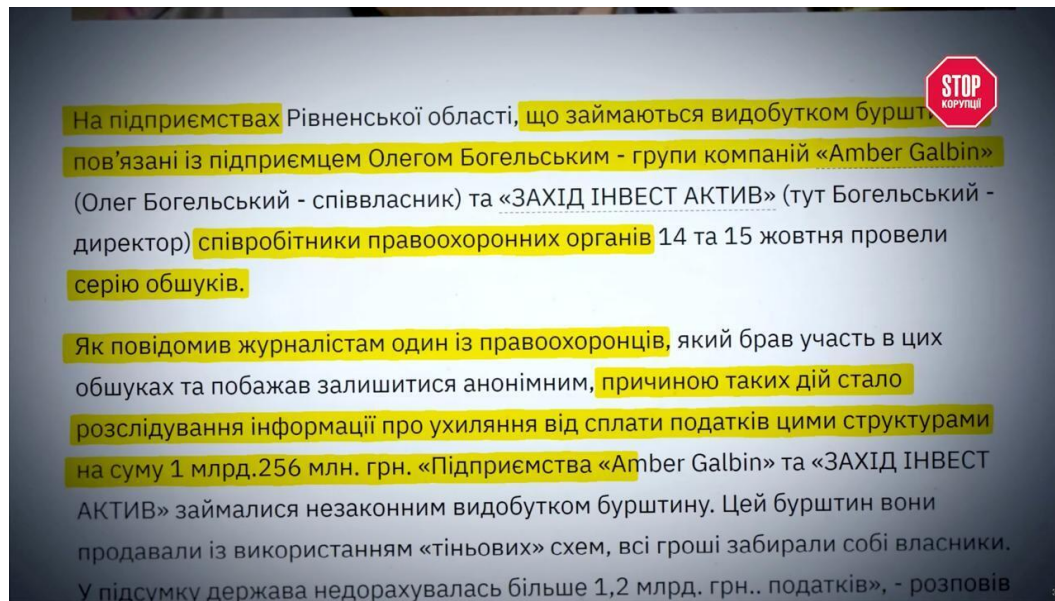 STOP
КОРУПЦІЇ
На підприємствах Рівненської області, що займаються видобутком
пов’язані із підприємцем Олегом Богельським - групи компаній «Amber Galbin»
(Олег Богельський - співвласник) та «ЗАХІД ІНВЕСТ АКТИВ» (тут Богельський -
директор) співробітники правоохоронних органів 14 та 15 жовтня провели
серію обшуків.
Як повідомив журналістам один із правоохоронців, який брав участь в цих
обшуках та побажав залишитися анонімним, причиною таких дій стало
розслідування інформації про ухиляння від сплати податків цими структурами
на суму 1 млрд.256 млн. грн. «Підприємства «Amber Galbin» та «ЗАХІД ІНВЕСТ
АКТИВ» займалися незаконним видобутком бурштину. Цей бурштин вони
продавали із використанням «тіньових» схем, всі гроші забирали собі власники.
У підсумку держава недорахувалась більше 1,2 млрд. грн.. податків», - розповів